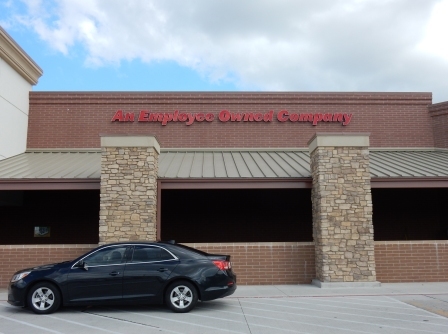 An Employee Owned Company